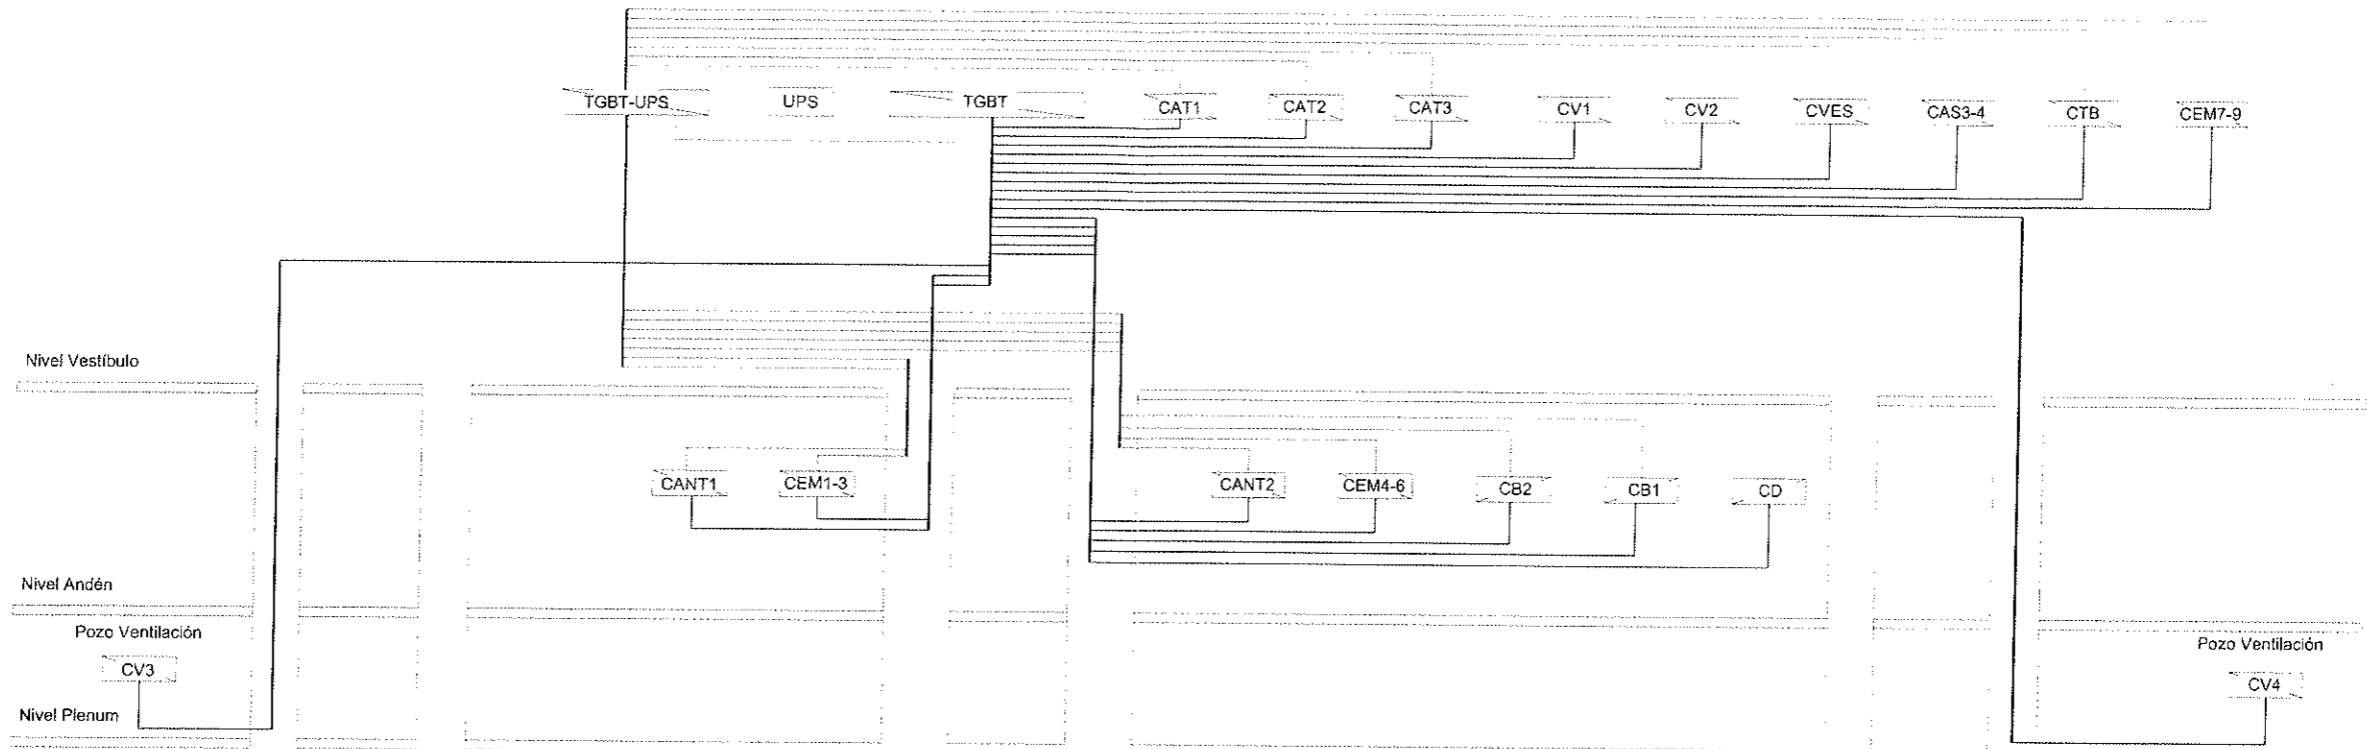 TGBT-UPS
UPS
TGBT
CAT1
CAT2
CAT3
CV1
CV2
CVES
CAS3-4
CTB
CEM7-9
Nivel Vestíbulo
CANT1
CEM1-3
CANT2
CEM4-6
CB2
CB1
CD
Nivel Andén
Pozo Ventilación
Pozo Ventilación
CV3
CV4
Nivel Plenum